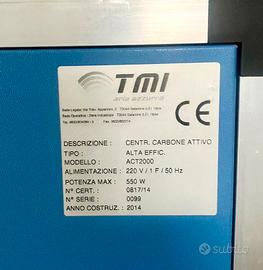 TMI
aria azzurra
CE
DESCRIZIONE : CENTR. CARBONE ATTIVO
TIPO : ALTA EFFIC.
MODELLO : ACT2000
ALIMENTAZIONE : 220 V / 1 F / 50 Hz
POTENZA MAX : 550 W
N° CERT. : 0817/14
N° SERIE : 0099
ANNO COSTRUZ. : 2014
subito